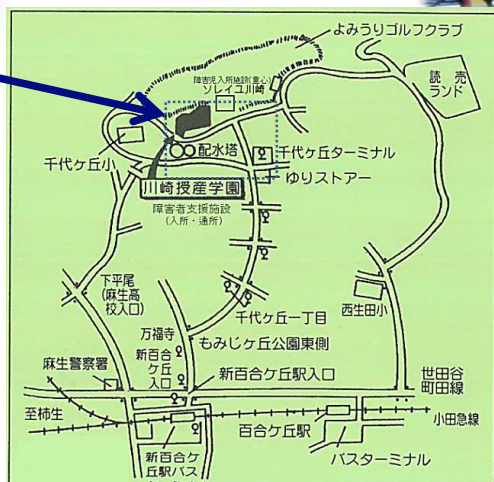 よみうりゴルフクラブ
障害児入所施設(重心)
ソレイユ川崎
読売
ランド
千代ケ丘小
配水塔
千代ケ丘ターミナル
ゆりストアー
川崎授産学園
障害者支援施設
(入所・通所)
下平尾
(麻生高
校入口)
千代ケ丘一丁目
西生田小
万福寺
もみじケ丘公園東側
新百合
ケ丘
入口
麻生警察署
新百合ケ丘駅入口
世田谷
町田線
至柿生
百合ケ丘駅
小田急線
新百合ケ
丘駅バス
バスターミナル